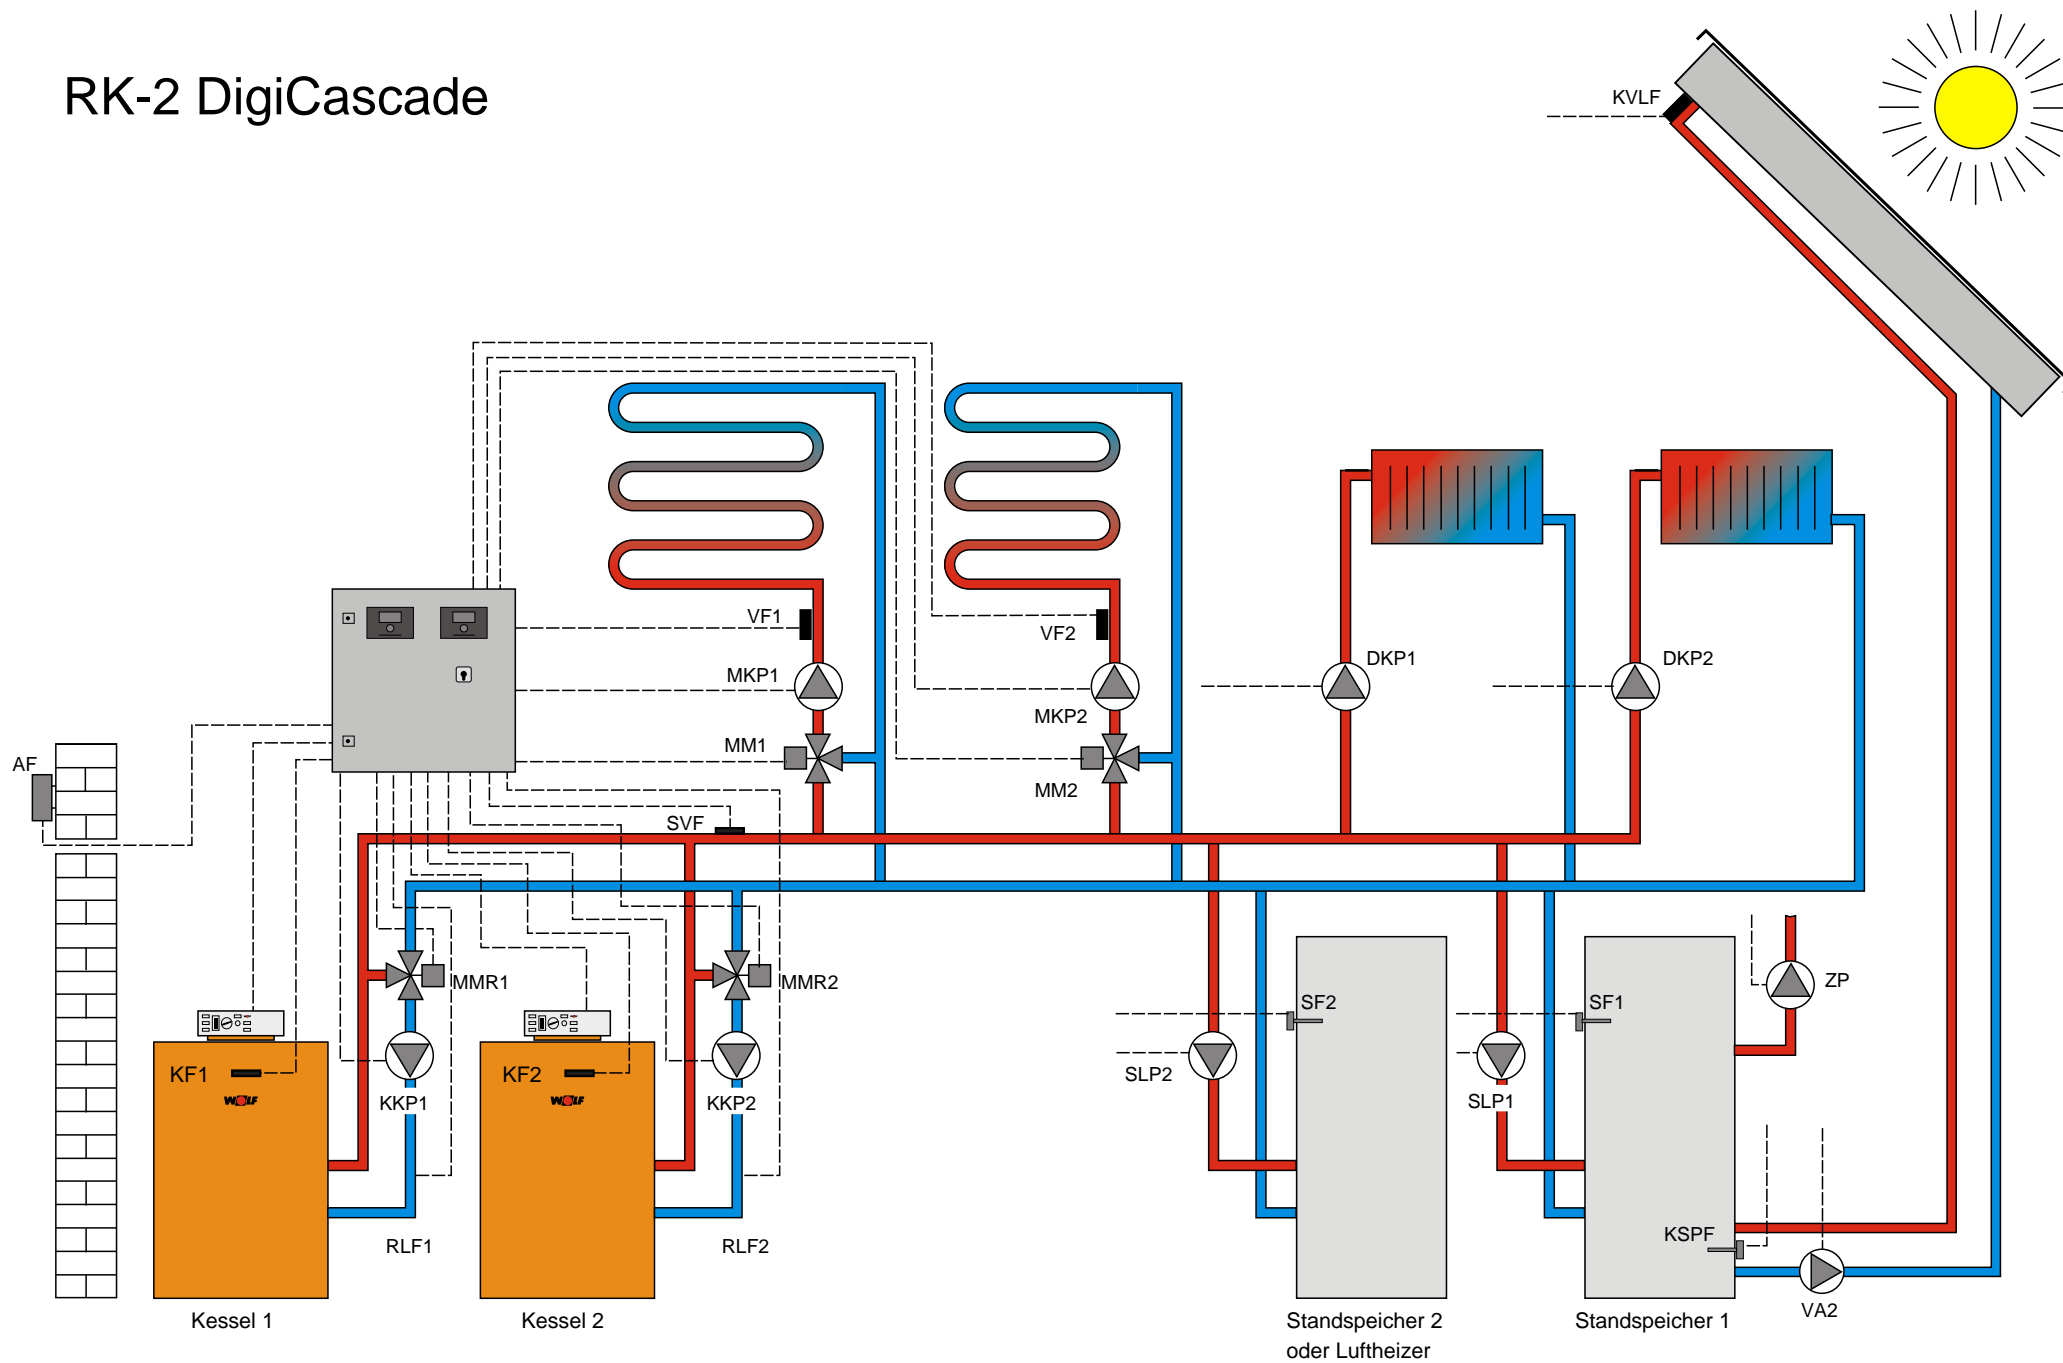 RK-2 DigiCascade
KVLF
VF1
VF2
MKP1
DKP1
DKP2
MKP2
MM1
AF
MM2
SVF
MMR1
MMR2
ZP
SF2
SF1
KF1
KF2
SLP2
KKP1
KKP2
SLP1
WOLF
WOLF
KSPF
RLF1
RLF2
VA2
Kessel 1
Kessel 2
Standspeicher 2
oder Luftheizer
Standspeicher 1